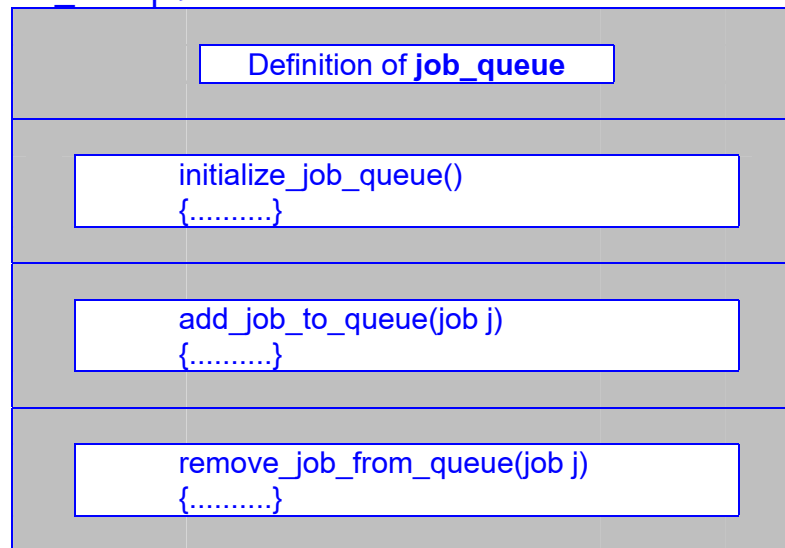 Definition of job_queue
initialize_job_queue()
{..........}
add_job_to_queue(job j)
{..........}
remove_job_from_queue(job j)
{..........}